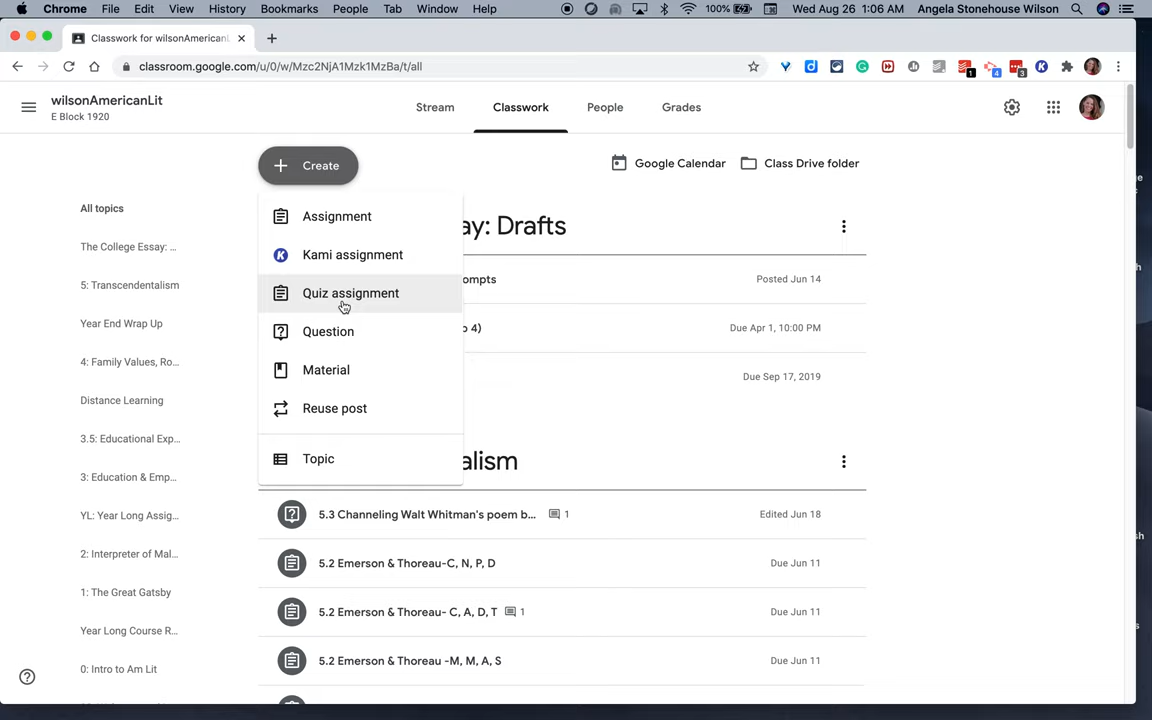 Chrome File Edit View History Bookmarks People Tab Window Help 100% Wed Aug 26 1:06 AM Angela Stonehouse Wilson
Classwork for wilsonAmericanL
classroom.google.com/u/0/w/Mzc2NjA1Mzk1MzBa/t/all
wilsonAmericanLit
E Block 1920
Stream Classwork People Grades
Create
Google Calendar Class Drive folder
All topics
The College Essay: ...
5: Transcendentalism
Year End Wrap Up
4: Family Values, Ro...
Distance Learning
3.5: Educational Exp...
3: Education & Emp...
YL: Year Long Assig...
2: Interpreter of Mal...
1: The Great Gatsby
Year Long Course R...
0: Intro to Am Lit
Assignment
Kami assignment
Quiz assignment
Question
Material
Reuse post
Topic
ay: Drafts
ompts Posted Jun 14
o 4) Due Apr 1, 10:00 PM
Due Sep 17, 2019
alism
5.3 Channeling Walt Whitman's poem b... 1 Edited Jun 18
5.2 Emerson & Thoreau-C, N, P, D Due Jun 11
5.2 Emerson & Thoreau- C, A, D, T 1 Due Jun 11
5.2 Emerson & Thoreau -M, M, A, S Due Jun 11